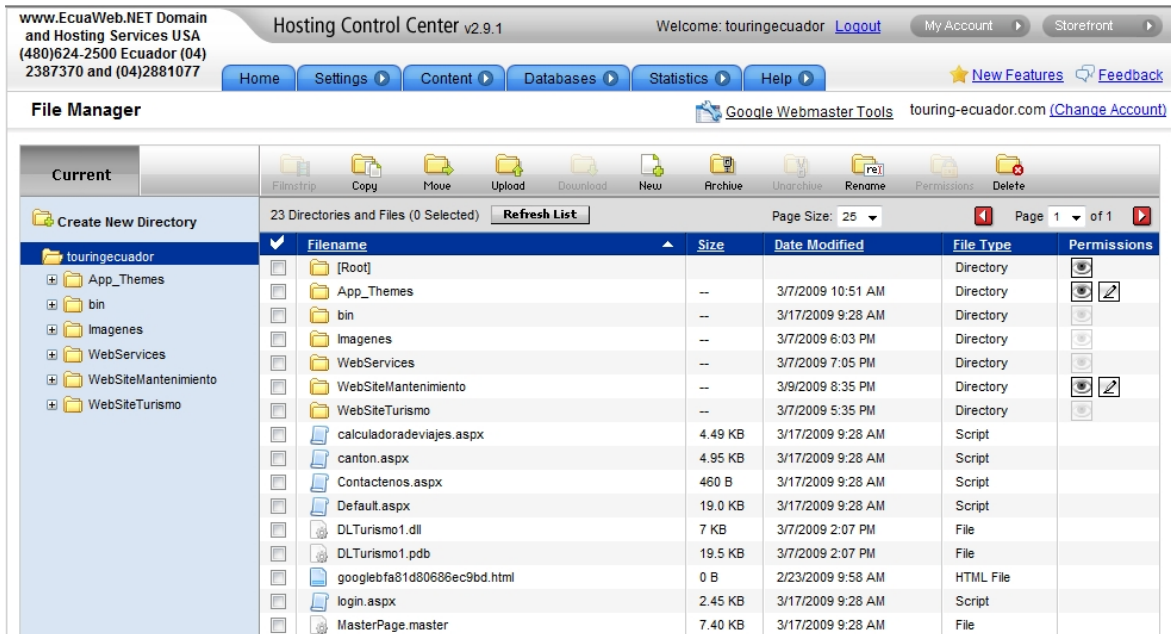 www.EcuaWeb.NET Domain
and Hosting Services USA
(480)624-2500 Ecuador (04)
2387370 and (04)2881077
Hosting Control Center v2.9.1
Welcome: touringecuador Logout
My Account
Storefront
Home Settings Content Databases Statistics Help
New Features Feedback
File Manager
Google Webmaster Tools touring-ecuador.com (Change Account)
Current
Filmstrip Copy Move Upload Download New Archive Unarchive Rename Permissions Delete
Create New Directory
23 Directories and Files (0 Selected) Refresh List Page Size: 25 Page 1 of 1
touringecuador
App_Themes
bin
Imagenes
WebServices
WebSiteMantenimiento
WebSiteTurismo
Filename Size Date Modified File Type Permissions
[Root] Directory
App_Themes -- 3/7/2009 10:51 AM Directory
bin -- 3/17/2009 9:28 AM Directory
Imagenes -- 3/7/2009 6:03 PM Directory
WebServices -- 3/7/2009 7:05 PM Directory
WebSiteMantenimiento -- 3/9/2009 8:35 PM Directory
WebSiteTurismo -- 3/7/2009 5:35 PM Directory
calculadoradeviajes.aspx 4.49 KB 3/17/2009 9:28 AM Script
canton.aspx 4.95 KB 3/17/2009 9:28 AM Script
Contactenos.aspx 460 B 3/17/2009 9:28 AM Script
Default.aspx 19.0 KB 3/17/2009 9:28 AM Script
DLTurismo1.dll 7 KB 3/7/2009 2:07 PM File
DLTurismo1.pdb 19.5 KB 3/7/2009 2:07 PM File
googlebfa81d80686ec9bd.html 0 B 2/23/2009 9:58 AM HTML File
login.aspx 2.45 KB 3/17/2009 9:28 AM Script
MasterPage.master 7.40 KB 3/17/2009 9:28 AM File